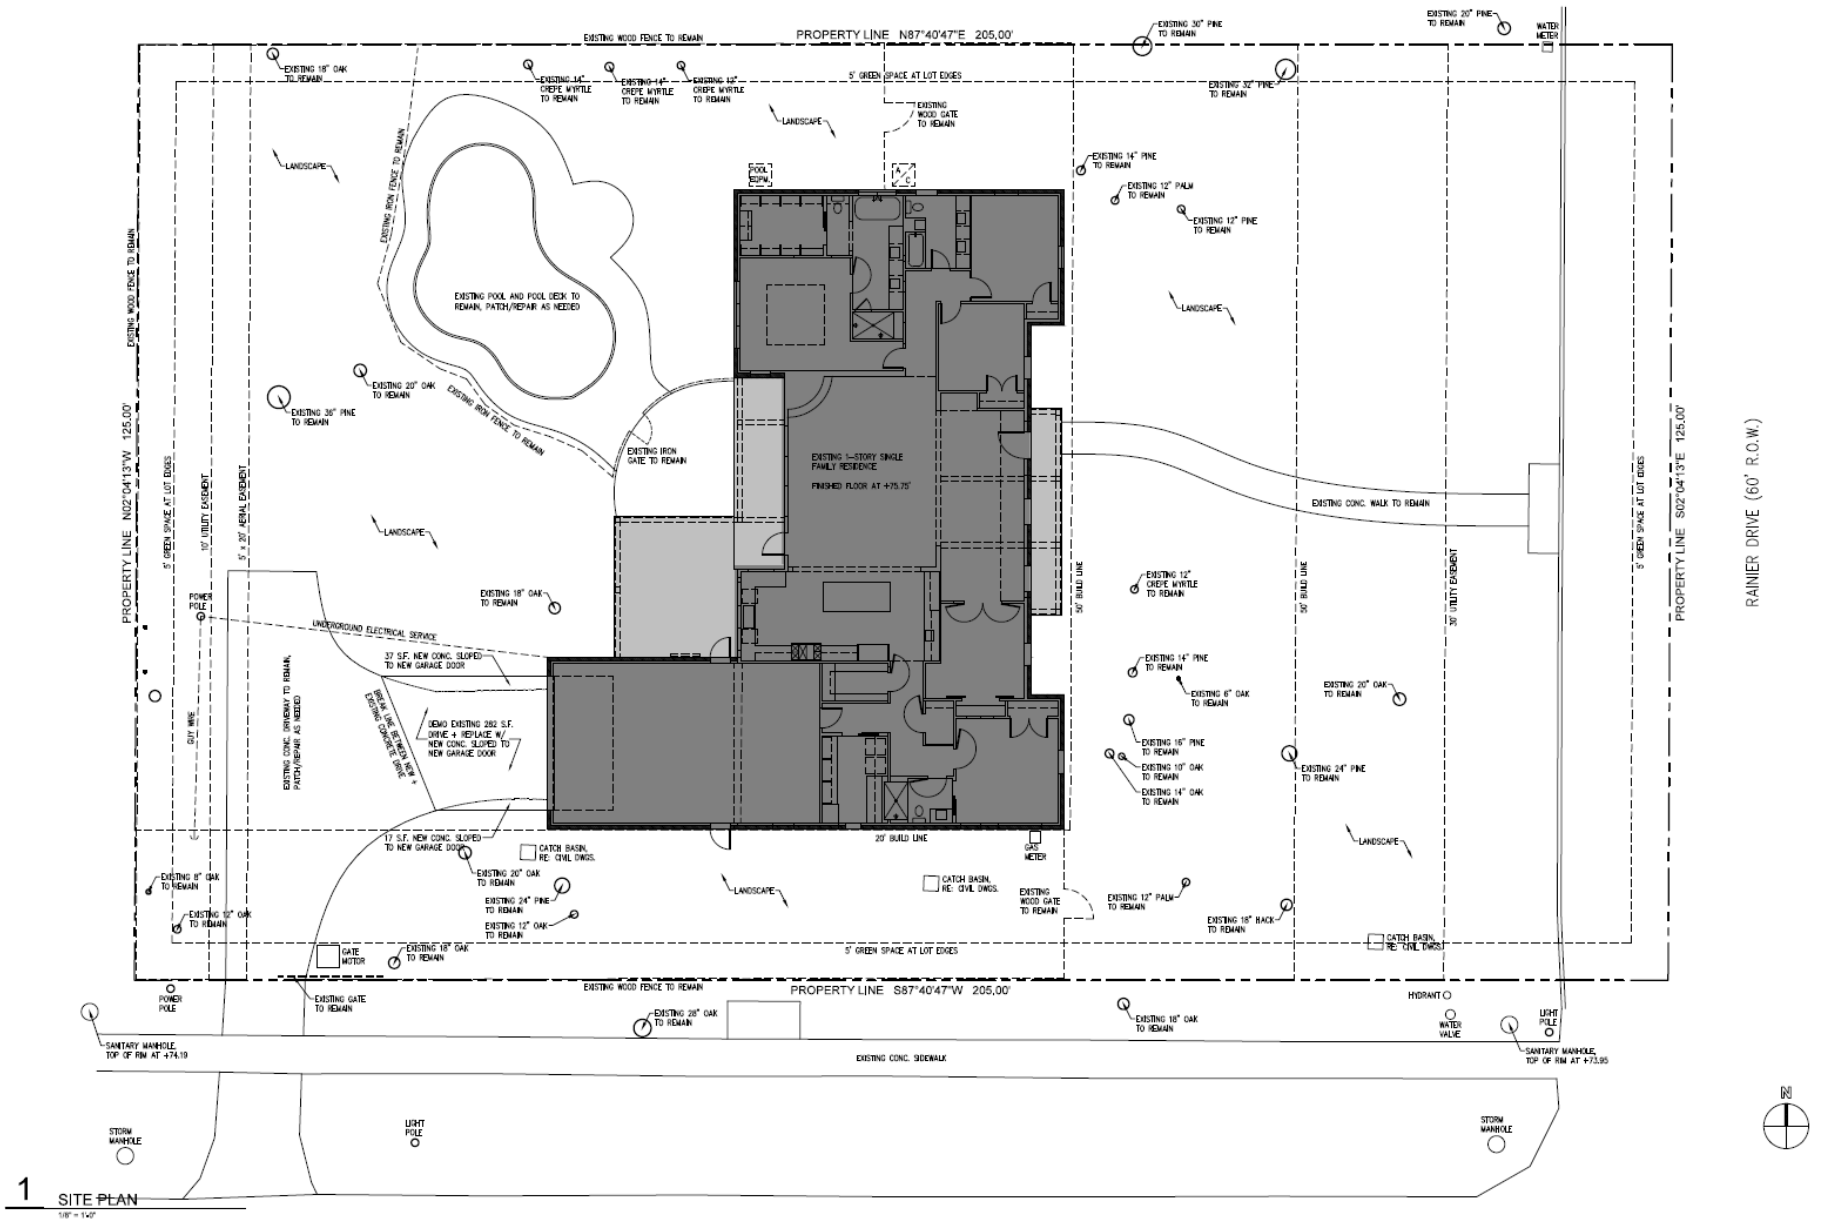 PROPERTY LINE N87°40'47"E 205.00'
EXISTING WOOD FENCE TO REMAIN
EXISTING 30" PINE
TO REMAIN
EXISTING 20" PINE
TO REMAIN
WATER
METER
EXISTING 18" OAK
TO REMAIN
EXISTING 14"
CREPE MYRTLE
TO REMAIN
EXISTING 14"
CREPE MYRTLE
TO REMAIN
EXISTING 12"
CREPE MYRTLE
TO REMAIN
5' GREEN SPACE AT LOT EDGES
EXISTING 32" PINE
TO REMAIN
EXISTING
WOOD GATE
TO REMAIN
LANDSCAPE
LANDSCAPE
EXISTING IRON FENCE TO REMAIN
POOL
EQPM.
A/C
EXISTING 14" PINE
TO REMAIN
EXISTING 12" PALM
TO REMAIN
EXISTING 12" PINE
TO REMAIN
EXISTING WOOD FENCE TO REMAIN
EXISTING POOL AND POOL DECK TO
REMAIN, PATCH/REPAIR AS NEEDED
LANDSCAPE
EXISTING 20" OAK
TO REMAIN
EXISTING 36" PINE
TO REMAIN
EXISTING IRON FENCE TO REMAIN
EXISTING IRON
GATE TO REMAIN
EXISTING 1-STORY SINGLE
FAMILY RESIDENCE
FINISHED FLOOR AT +75.75'
EXISTING CONC. WALK TO REMAIN
PROPERTY LINE N02°04'13"W 125.00'
5' GREEN SPACE AT LOT EDGES
10' UTILITY EASEMENT
5' x 20' AERIAL EASEMENT
LANDSCAPE
50' BUILD LINE
50' BUILD LINE
30' UTILITY EASEMENT
5' GREEN SPACE AT LOT EDGES
PROPERTY LINE S02°04'13"E 125.00'
RAINIER DRIVE (60' R.O.W.)
POWER
POLE
EXISTING 18" OAK
TO REMAIN
UNDERGROUND ELECTRICAL SERVICE
EXISTING 12"
CREPE MYRTLE
TO REMAIN
37 S.F. NEW CONC. SLOPED
TO NEW GARAGE DOOR
EXISTING CONC. DRIVEWAY TO REMAIN,
PATCH/REPAIR AS NEEDED
BREAK LINE BETWEEN NEW +
EXISTING CONCRETE DRIVE
GUY WIRE
DEMO EXISTING 282 S.F.
DRIVE + REPLACE W/
NEW CONC. SLOPED TO
NEW GARAGE DOOR
EXISTING 14" PINE
TO REMAIN
EXISTING 6" OAK
TO REMAIN
EXISTING 20" OAK
TO REMAIN
EXISTING 16" PINE
TO REMAIN
EXISTING 10" OAK
TO REMAIN
EXISTING 14" OAK
TO REMAIN
EXISTING 24" PINE
TO REMAIN
17 S.F. NEW CONC. SLOPED
TO NEW GARAGE DOOR
20' BUILD LINE
GAS
METER
LANDSCAPE
CATCH BASIN,
RE: CIVIL DWGS.
EXISTING 8" OAK
TO REMAIN
EXISTING 20" OAK
TO REMAIN
CATCH BASIN,
RE: CIVIL DWGS.
LANDSCAPE
EXISTING
WOOD GATE
TO REMAIN
EXISTING 12" PALM
TO REMAIN
EXISTING 24" PINE
TO REMAIN
EXISTING 12" OAK
TO REMAIN
EXISTING 12" OAK
TO REMAIN
EXISTING 18" HACK
TO REMAIN
CATCH BASIN,
RE: CIVIL DWGS.
GATE
MOTOR
EXISTING 18" OAK
TO REMAIN
5' GREEN SPACE AT LOT EDGES
EXISTING WOOD FENCE TO REMAIN
PROPERTY LINE S87°40'47"W 205.00'
POWER
POLE
EXISTING GATE
TO REMAIN
HYDRANT
EXISTING 28" OAK
TO REMAIN
EXISTING 18" OAK
TO REMAIN
WATER
VALVE
LIGHT
POLE
SANITARY MANHOLE,
TOP OF RIM AT +74.19
EXISTING CONC. SIDEWALK
SANITARY MANHOLE,
TOP OF RIM AT +73.95
N
STORM
MANHOLE
LIGHT
POLE
STORM
MANHOLE
1 SITE PLAN
1/8" = 1'-0"